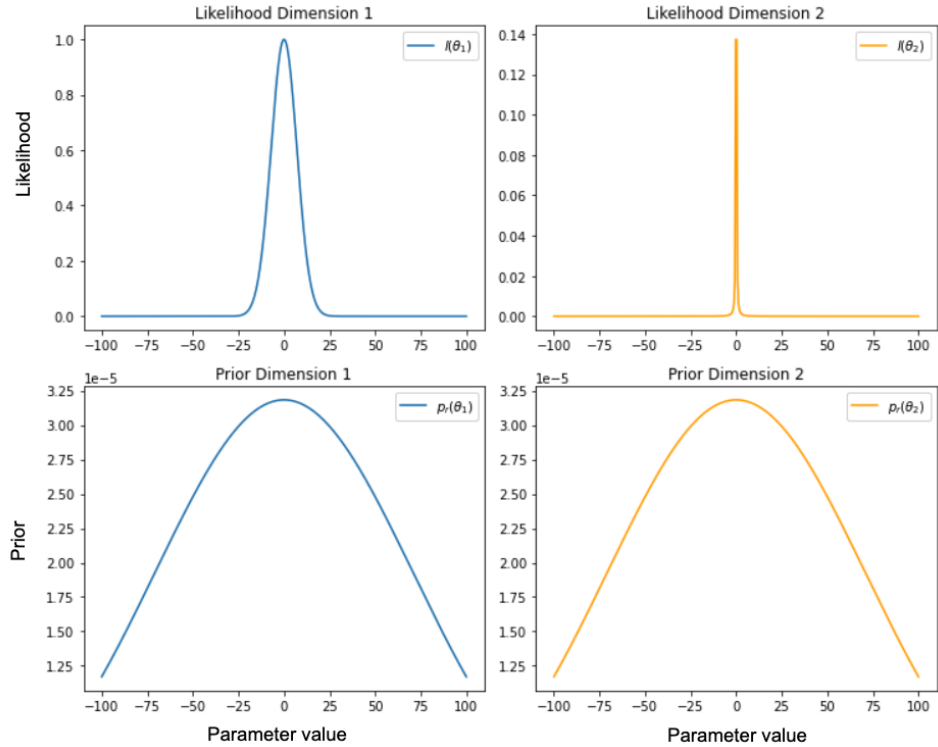 Likelihood Dimension 1
Likelihood Dimension 2
1.0
0.8
0.6
0.4
0.2
0.0
Likelihood
l(θ₁)
−100 −75 −50 −25 0 25 50 75 100
0.14
0.12
0.10
0.08
0.06
0.04
0.02
0.00
l(θ₂)
−100 −75 −50 −25 0 25 50 75 100
1e−5
Prior Dimension 1
3.25
3.00
2.75
2.50
2.25
2.00
1.75
1.50
1.25
Prior
pᵣ(θ₁)
−100 −75 −50 −25 0 25 50 75 100
Parameter value
1e−5
Prior Dimension 2
3.25
3.00
2.75
2.50
2.25
2.00
1.75
1.50
1.25
pᵣ(θ₂)
−100 −75 −50 −25 0 25 50 75 100
Parameter value